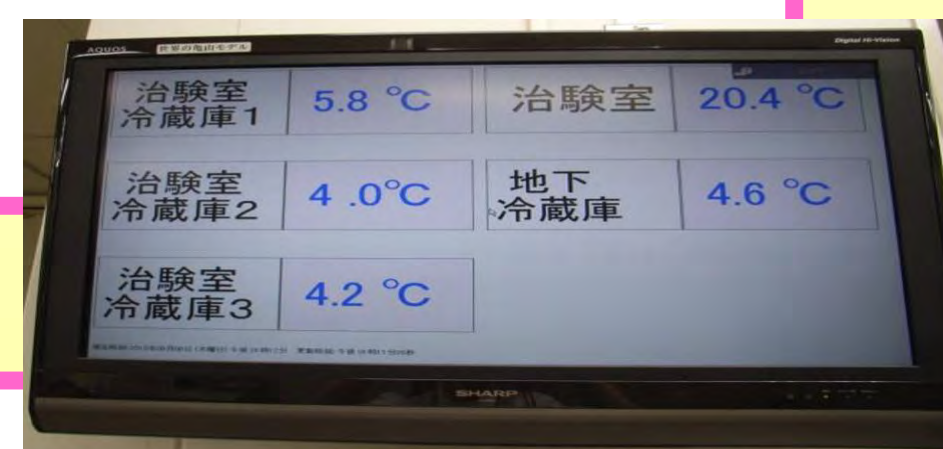 AQUOS 世界の亀山モデル
Digital Hi-Vision
治験室
冷蔵庫1
5.8 ℃
治験室
20.4 ℃
治験室
冷蔵庫2
4 .0℃
地下
冷蔵庫
4.6 ℃
治験室
冷蔵庫3
4.2 ℃
SHARP